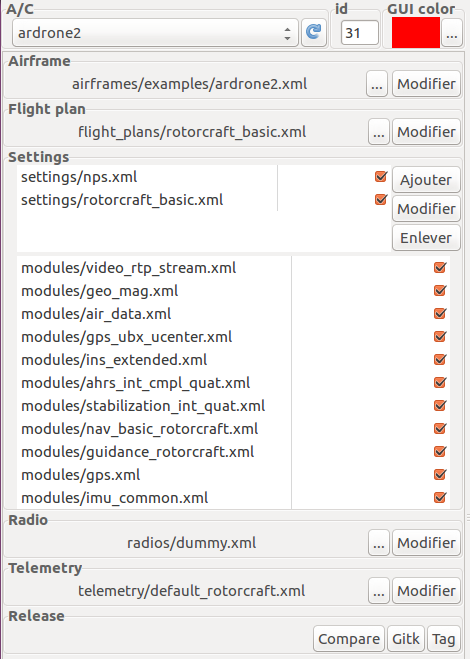 A/C id GUI color
ardrone2 31 ...
Airframe
airframes/examples/ardrone2.xml ... Modifier
Flight plan
flight_plans/rotorcraft_basic.xml ... Modifier
Settings
settings/nps.xml Ajouter
settings/rotorcraft_basic.xml Modifier
Enlever
modules/video_rtp_stream.xml
modules/geo_mag.xml
modules/air_data.xml
modules/gps_ubx_ucenter.xml
modules/ins_extended.xml
modules/ahrs_int_cmpl_quat.xml
modules/stabilization_int_quat.xml
modules/nav_basic_rotorcraft.xml
modules/guidance_rotorcraft.xml
modules/gps.xml
modules/imu_common.xml
Radio
radios/dummy.xml ... Modifier
Telemetry
telemetry/default_rotorcraft.xml ... Modifier
Release
Compare Gitk Tag